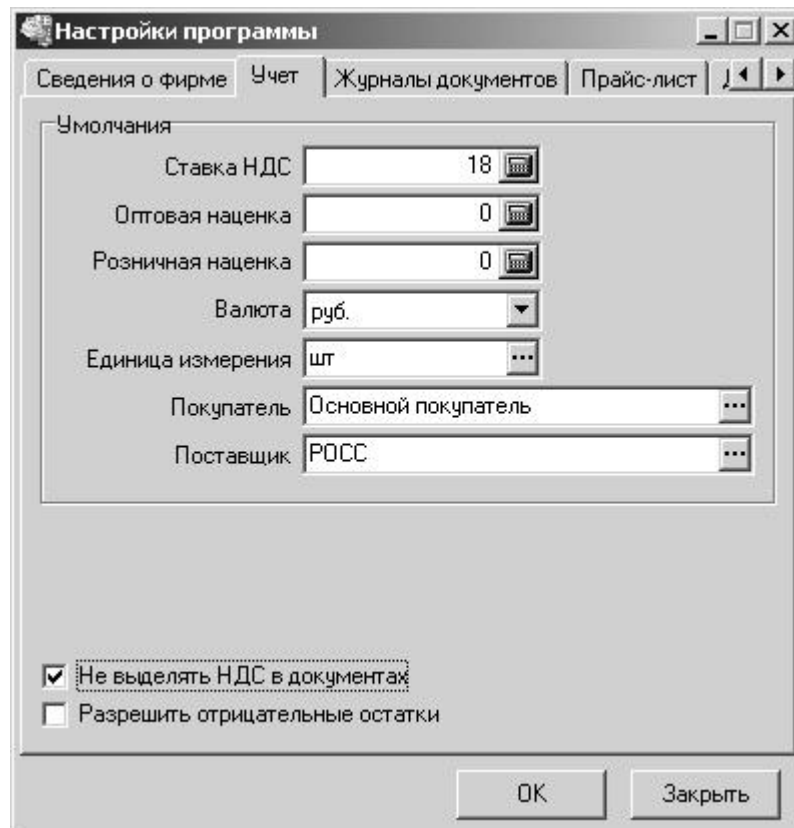 Настройки программы
Сведения о фирме Учет Журналы документов Прайс-лист
Умолчания
Ставка НДС 18
Оптовая наценка 0
Розничная наценка 0
Валюта руб.
Единица измерения шт
Покупатель Основной покупатель
Поставщик РОСС
Не выделять НДС в документах
Разрешить отрицательные остатки
ОК Закрыть